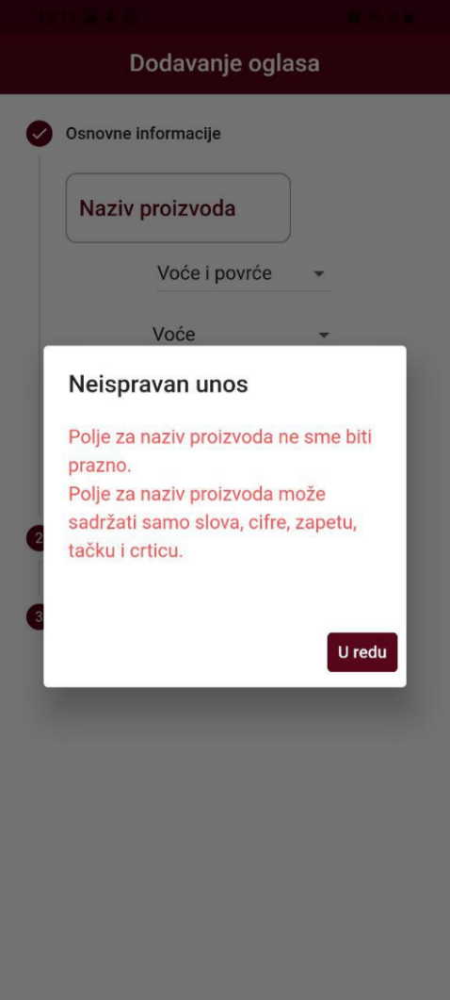 Dodavanje oglasa
Osnovne informacije
Naziv proizvoda
Voće i povrće
Voće
Neispravan unos
Polje za naziv proizvoda ne sme biti
prazno.
Polje za naziv proizvoda može
sadržati samo slova, cifre, zapetu,
tačku i crticu.
2
3
U redu